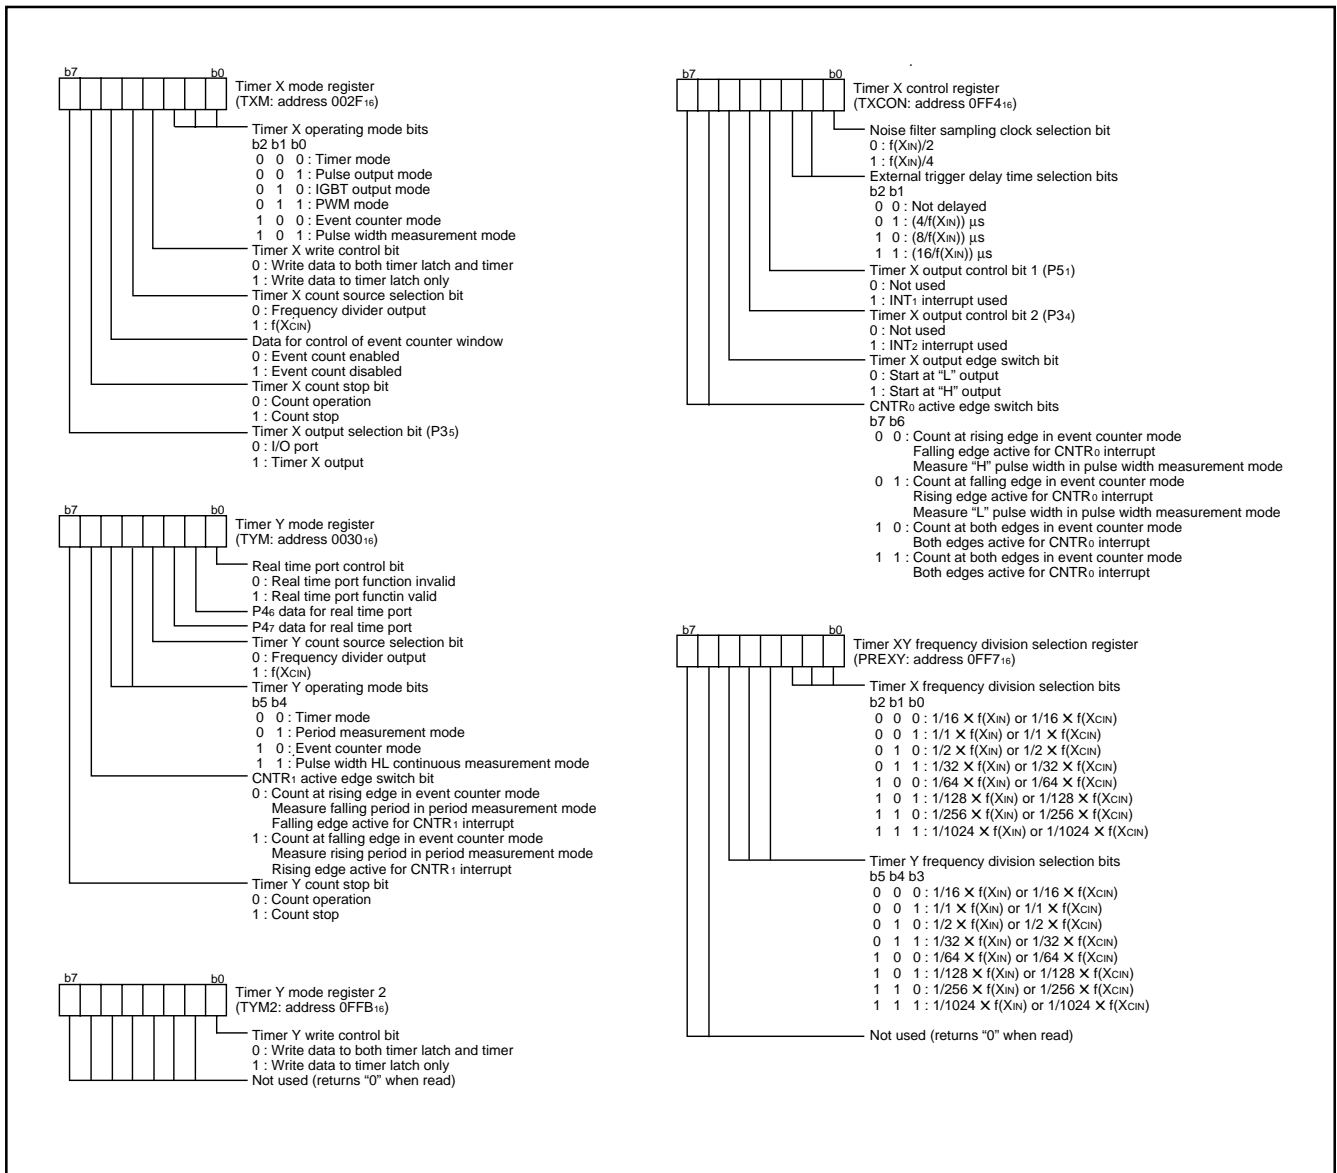 b7 b0
Timer X mode register
(TXM: address 002F16)
Timer X operating mode bits
b2 b1 b0
0 0 0 : Timer mode
0 0 1 : Pulse output mode
0 1 0 : IGBT output mode
0 1 1 : PWM mode
1 0 0 : Event counter mode
1 0 1 : Pulse width measurement mode
Timer X write control bit
0 : Write data to both timer latch and timer
1 : Write data to timer latch only
Timer X count source selection bit
0 : Frequency divider output
1 : f(XCIN)
Data for control of event counter window
0 : Event count enabled
1 : Event count disabled
Timer X count stop bit
0 : Count operation
1 : Count stop
Timer X output selection bit (P35)
0 : I/O port
1 : Timer X output
b7 b0
Timer Y mode register
(TYM: address 003016)
Real time port control bit
0 : Real time port function invalid
1 : Real time port functin valid
P46 data for real time port
P47 data for real time port
Timer Y count source selection bit
0 : Frequency divider output
1 : f(XCIN)
Timer Y operating mode bits
b5 b4
0 0 : Timer mode
0 1 : Period measurement mode
1 0 : Event counter mode
1 1 : Pulse width HL continuous measurement mode
CNTR1 active edge switch bit
0 : Count at rising edge in event counter mode
Measure falling period in period measurement mode
Falling edge active for CNTR1 interrupt
1 : Count at falling edge in event counter mode
Measure rising period in period measurement mode
Rising edge active for CNTR1 interrupt
Timer Y count stop bit
0 : Count operation
1 : Count stop
b7 b0
Timer Y mode register 2
(TYM2: address 0FFB16)
Timer Y write control bit
0 : Write data to both timer latch and timer
1 : Write data to timer latch only
Not used (returns “0” when read)
b7 b0
Timer X control register
(TXCON: address 0FF416)
Noise filter sampling clock selection bit
0 : f(XIN)/2
1 : f(XIN)/4
External trigger delay time selection bits
b2 b1
0 0 : Not delayed
0 1 : (4/f(XIN)) μs
1 0 : (8/f(XIN)) μs
1 1 : (16/f(XIN)) μs
Timer X output control bit 1 (P51)
0 : Not used
1 : INT1 interrupt used
Timer X output control bit 2 (P34)
0 : Not used
1 : INT2 interrupt used
Timer X output edge switch bit
0 : Start at “L” output
1 : Start at “H” output
CNTR0 active edge switch bits
b7 b6
0 0 : Count at rising edge in event counter mode
Falling edge active for CNTR0 interrupt
Measure “H” pulse width in pulse width measurement mode
0 1 : Count at falling edge in event counter mode
Rising edge active for CNTR0 interrupt
Measure “L” pulse width in pulse width measurement mode
1 0 : Count at both edges in event counter mode
Both edges active for CNTR0 interrupt
1 1 : Count at both edges in event counter mode
Both edges active for CNTR0 interrupt
b7 b0
Timer XY frequency division selection register
(PREXY: address 0FF716)
Timer X frequency division selection bits
b2 b1 b0
0 0 0 : 1/16 ✕ f(XIN) or 1/16 ✕ f(XCIN)
0 0 1 : 1/1 ✕ f(XIN) or 1/1 ✕ f(XCIN)
0 1 0 : 1/2 ✕ f(XIN) or 1/2 ✕ f(XCIN)
0 1 1 : 1/32 ✕ f(XIN) or 1/32 ✕ f(XCIN)
1 0 0 : 1/64 ✕ f(XIN) or 1/64 ✕ f(XCIN)
1 0 1 : 1/128 ✕ f(XIN) or 1/128 ✕ f(XCIN)
1 1 0 : 1/256 ✕ f(XIN) or 1/256 ✕ f(XCIN)
1 1 1 : 1/1024 ✕ f(XIN) or 1/1024 ✕ f(XCIN)
Timer Y frequency division selection bits
b5 b4 b3
0 0 0 : 1/16 ✕ f(XIN) or 1/16 ✕ f(XCIN)
0 0 1 : 1/1 ✕ f(XIN) or 1/1 ✕ f(XCIN)
0 1 0 : 1/2 ✕ f(XIN) or 1/2 ✕ f(XCIN)
0 1 1 : 1/32 ✕ f(XIN) or 1/32 ✕ f(XCIN)
1 0 0 : 1/64 ✕ f(XIN) or 1/64 ✕ f(XCIN)
1 0 1 : 1/128 ✕ f(XIN) or 1/128 ✕ f(XCIN)
1 1 0 : 1/256 ✕ f(XIN) or 1/256 ✕ f(XCIN)
1 1 1 : 1/1024 ✕ f(XIN) or 1/1024 ✕ f(XCIN)
Not used (returns “0” when read)